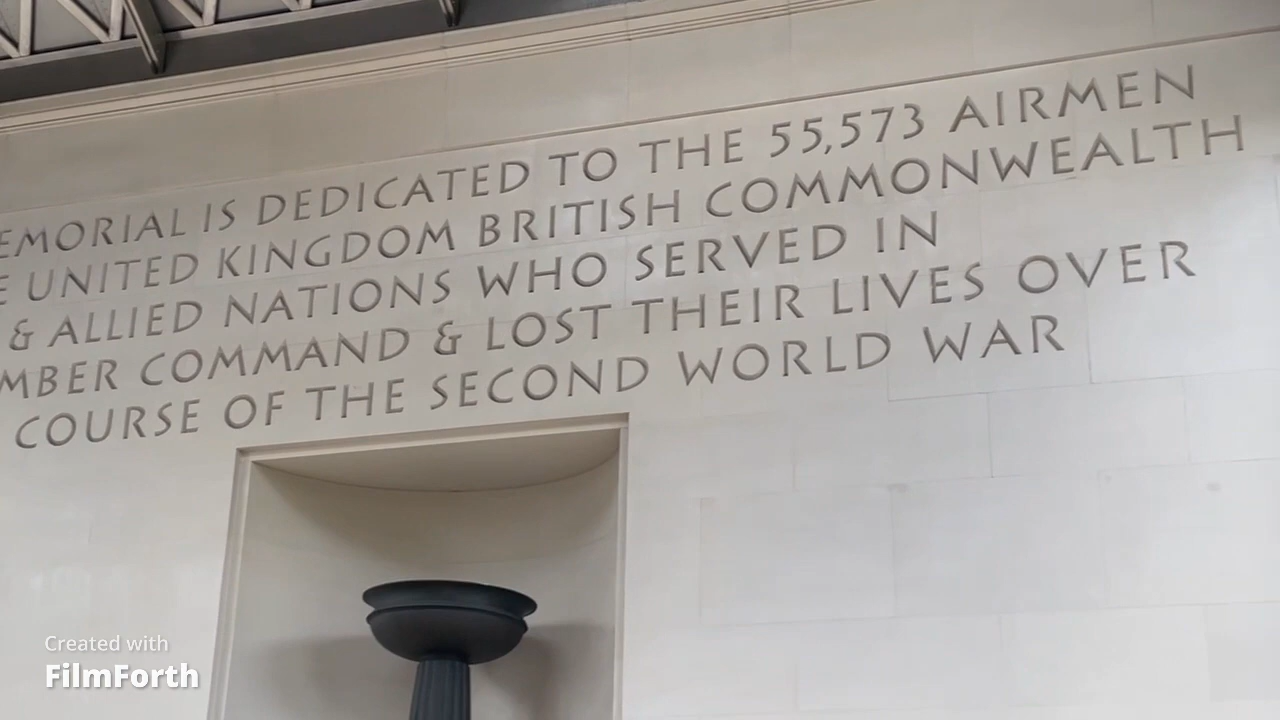 EMORIAL IS DEDICATED TO THE 55,573 AIRMEN
E UNITED KINGDOM BRITISH COMMONWEALTH
& ALLIED NATIONS WHO SERVED IN
MBER COMMAND & LOST THEIR LIVES OVER
COURSE OF THE SECOND WORLD WAR
Created with
FilmForth